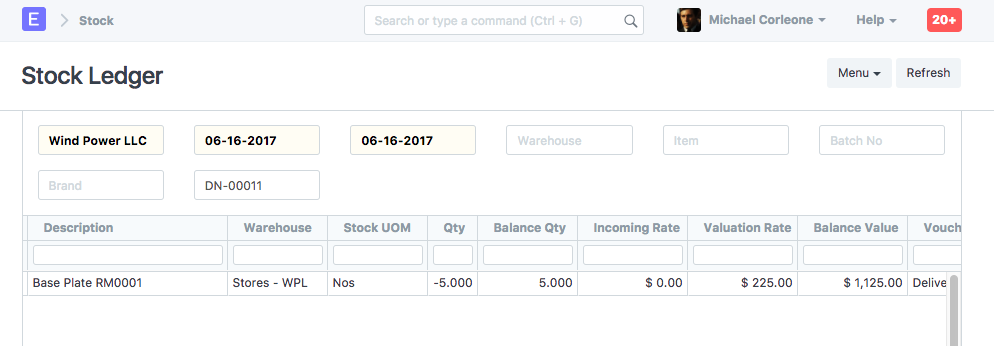 E Stock Search or type a command (Ctrl + G) Michael Corleone Help 20+
Stock Ledger Menu Refresh
Wind Power LLC 06-16-2017 06-16-2017 Warehouse Item Batch No
Brand DN-00011
Description Warehouse Stock UOM Qty Balance Qty Incoming Rate Valuation Rate Balance Value Vouch
Base Plate RM0001 Stores - WPL Nos -5.000 5.000 $ 0.00 $ 225.00 $ 1,125.00 Delive